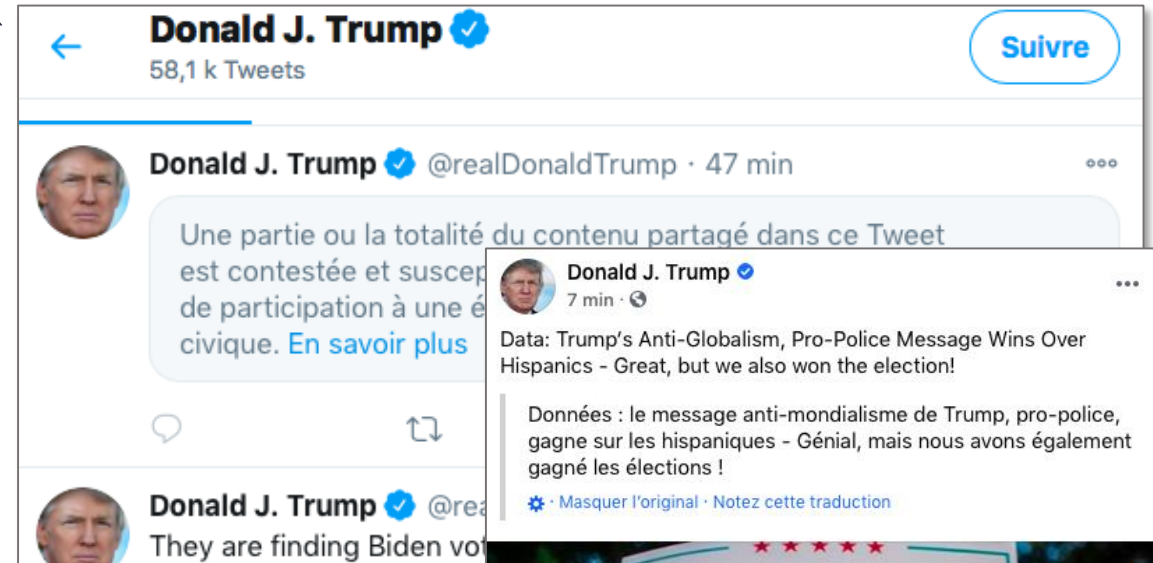 Donald J. Trump
58,1 k Tweets
Suivre
Donald J. Trump @realDonaldTrump · 47 min
Une partie ou la totalité du contenu partagé dans ce Tweet
est contestée et suscep
de participation à une é
civique. En savoir plus
Donald J. Trump @rea
They are finding Biden vot
Donald J. Trump
7 min ·
Data: Trump's Anti-Globalism, Pro-Police Message Wins Over
Hispanics - Great, but we also won the election!
Données : le message anti-mondialisme de Trump, pro-police,
gagne sur les hispaniques - Génial, mais nous avons également
gagné les élections !
· Masquer l'original · Notez cette traduction